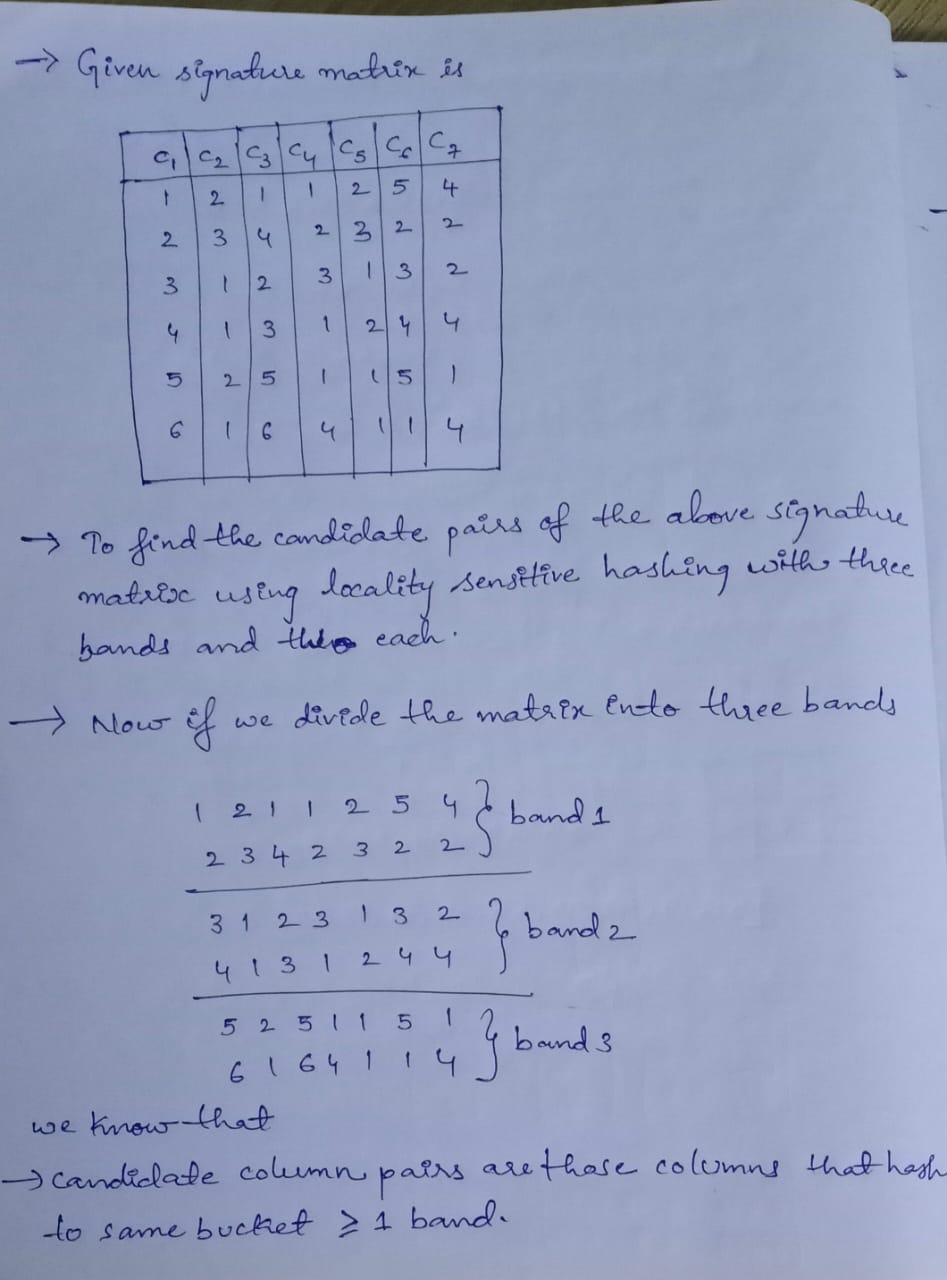 → Given signature matrix is
C1 C2 C3 C4 C5 C6 C7
1 2 1 1 2 5 4
2 3 4 2 3 2 2
3 1 2 3 1 3 2
4 1 3 1 2 4 4
5 2 5 1 1 5 1
6 1 6 4 1 1 4
→ To find the candidate pairs of the above signature
matrix using locality sensitive hashing with three
bands and each.
→ Now if we divide the matrix into three bands
1 2 1 1 2 5 4 } band 1
2 3 4 2 3 2 2
3 1 2 3 1 3 2 } band 2
4 1 3 1 2 4 4
5 2 5 1 1 5 1 } band 3
6 1 6 4 1 1 4
we know that
→ candidate column pairs are those columns that hash
to same bucket ≥ 1 band.